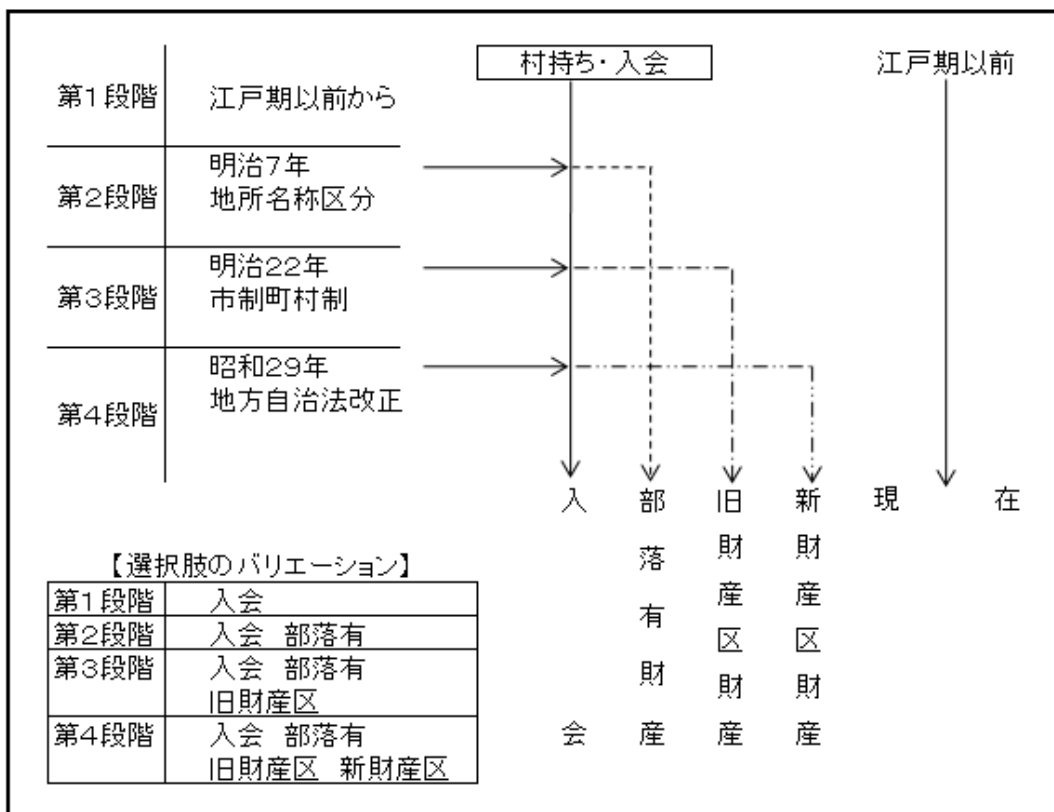 村持ち・入会
江戸期以前
第1段階
江戸期以前から
第2段階
明治7年
地所名称区分
第3段階
明治22年
市制町村制
第4段階
昭和29年
地方自治法改正
入会
部落有財産
旧財産区財産
新財産区財産
現在
【選択肢のバリエーション】
第1段階 入会
第2段階 入会 部落有
第3段階 入会 部落有
旧財産区
第4段階 入会 部落有
旧財産区 新財産区